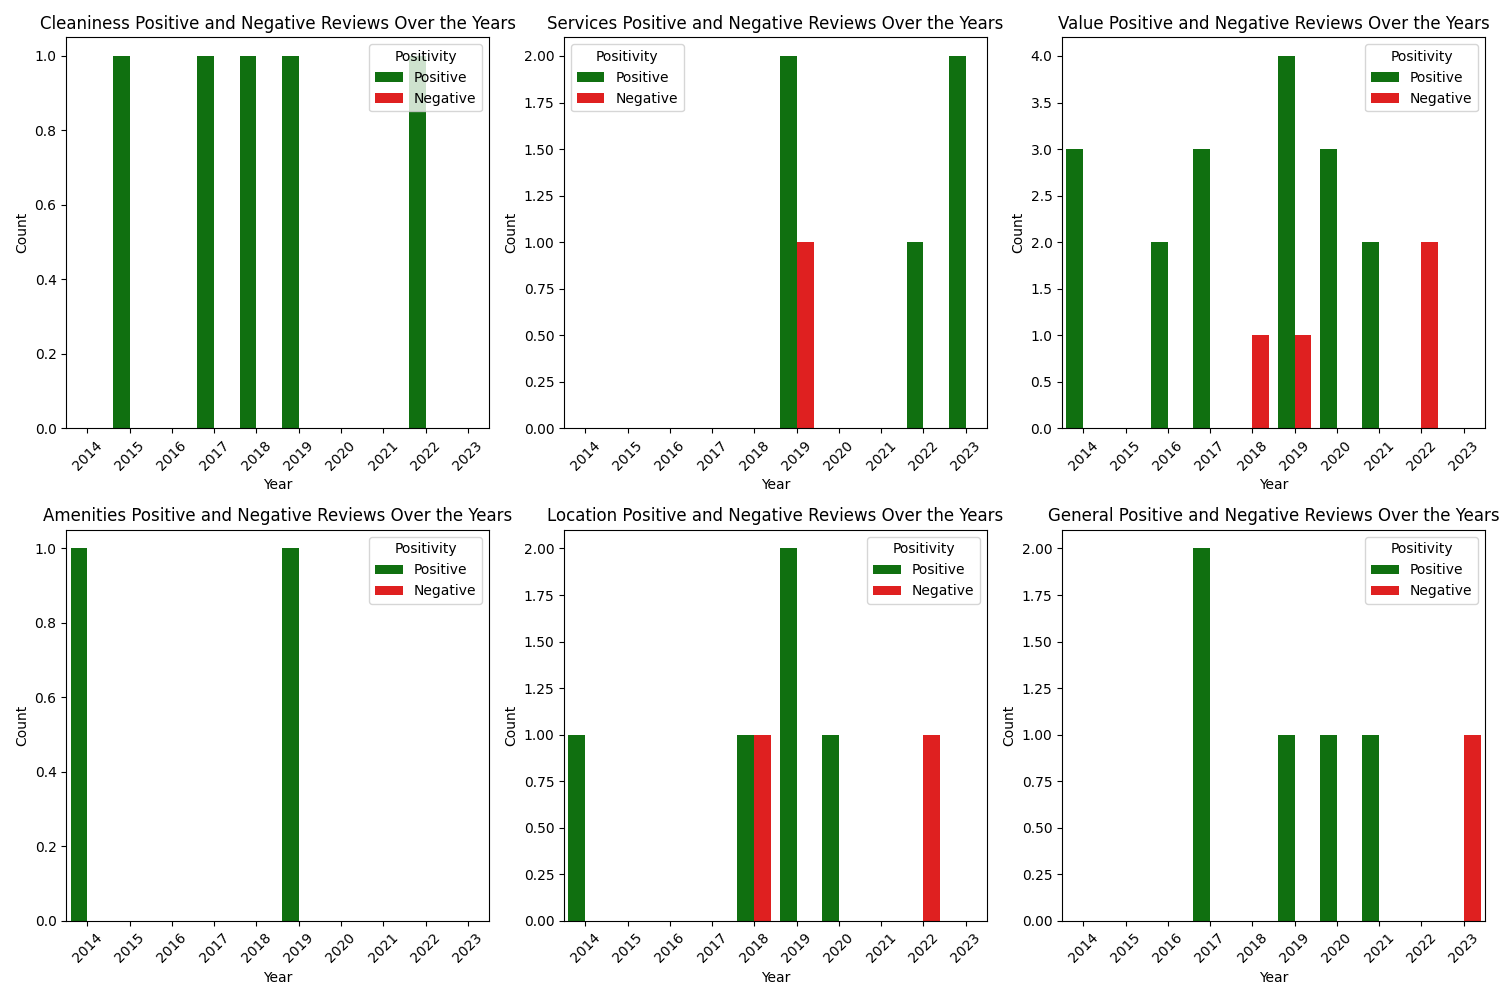 Cleaniness Positive and Negative Reviews Over the Years
Positivity
Positive
Negative
Count
1.0
0.8
0.6
0.4
0.2
0.0
2014 2015 2016 2017 2018 2019 2020 2021 2022 2023
Year
Services Positive and Negative Reviews Over the Years
Positivity
Positive
Negative
Count
2.00
1.75
1.50
1.25
1.00
0.75
0.50
0.25
0.00
2014 2015 2016 2017 2018 2019 2020 2021 2022 2023
Year
Value Positive and Negative Reviews Over the Years
Positivity
Positive
Negative
Count
4.0
3.5
3.0
2.5
2.0
1.5
1.0
0.5
0.0
2014 2015 2016 2017 2018 2019 2020 2021 2022 2023
Year
Amenities Positive and Negative Reviews Over the Years
Positivity
Positive
Negative
Count
1.0
0.8
0.6
0.4
0.2
0.0
2014 2015 2016 2017 2018 2019 2020 2021 2022 2023
Year
Location Positive and Negative Reviews Over the Years
Positivity
Positive
Negative
Count
2.00
1.75
1.50
1.25
1.00
0.75
0.50
0.25
0.00
2014 2015 2016 2017 2018 2019 2020 2021 2022 2023
Year
General Positive and Negative Reviews Over the Years
Positivity
Positive
Negative
Count
2.00
1.75
1.50
1.25
1.00
0.75
0.50
0.25
0.00
2014 2015 2016 2017 2018 2019 2020 2021 2022 2023
Year